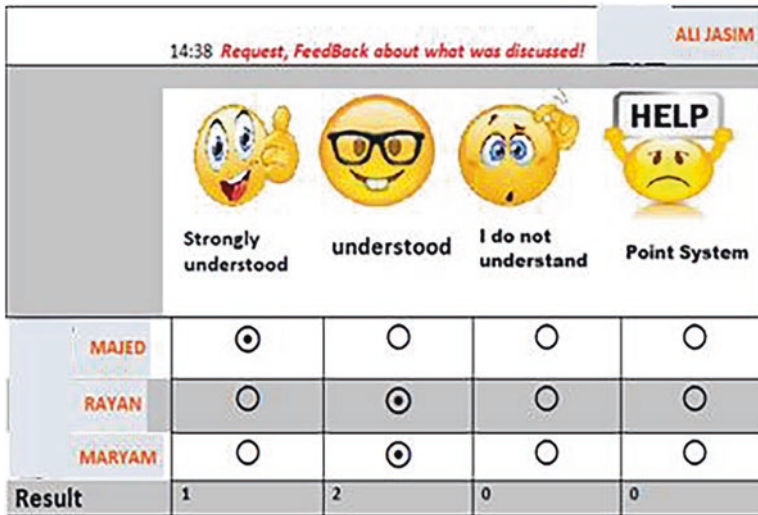 ALI JASIM
14:38 Request, FeedBack about what was discussed!
HELP
Strongly
understood
understood
I do not
understand
Point System
MAJED
RAYAN
MARYAM
Result 1 2 0 0